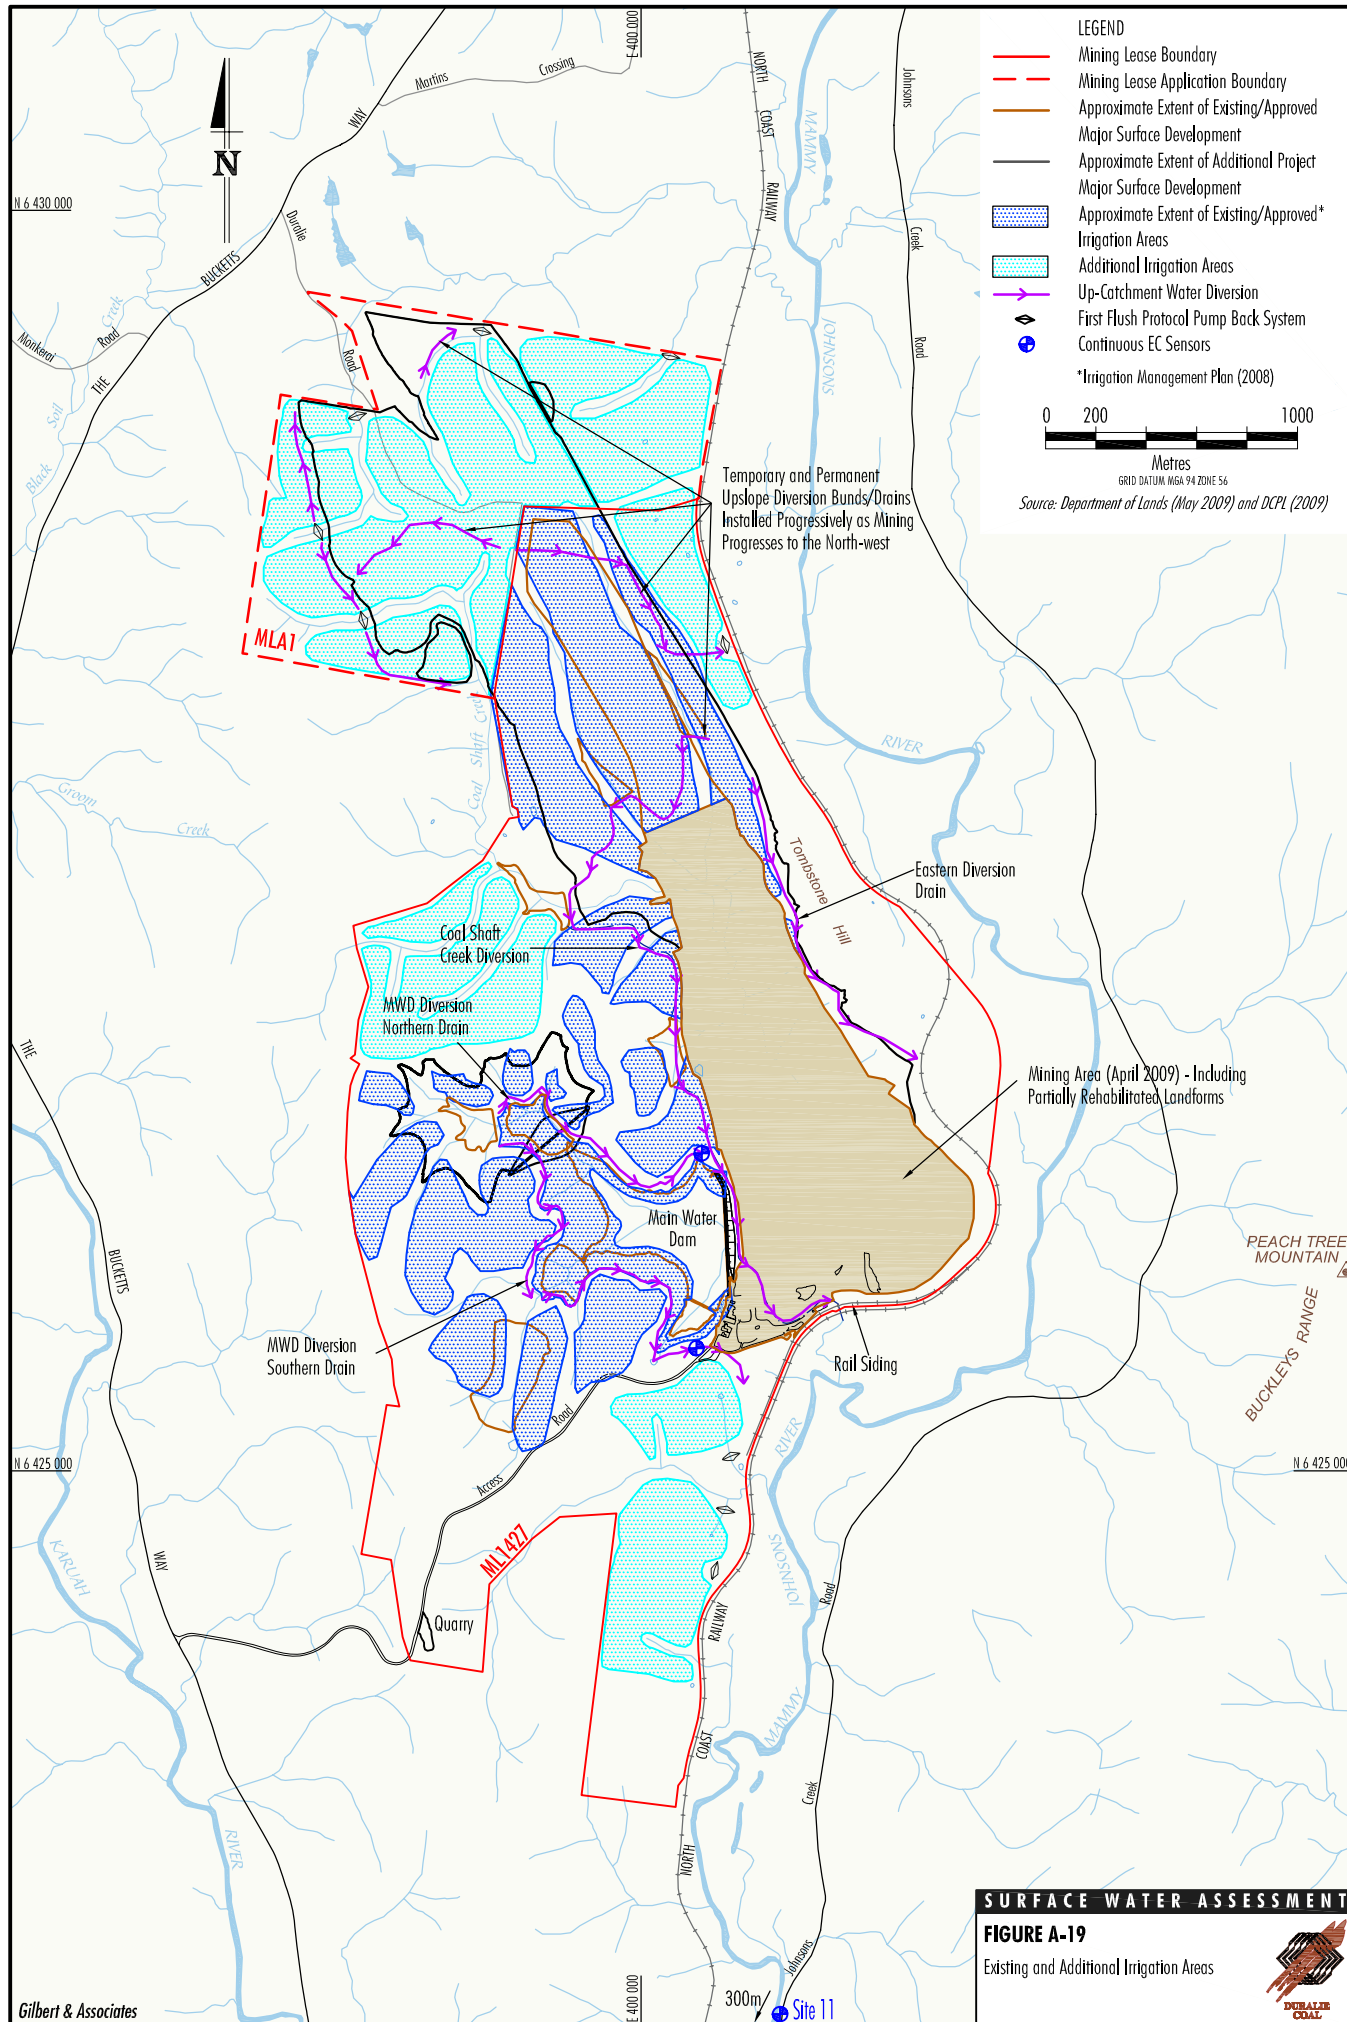 E 400 000
Martins
Crossing
WAY
NORTH
COAST
RAILWAY
MAMMY
Johnsons
LEGEND
Mining Lease Boundary
Mining Lease Application Boundary
Approximate Extent of Existing/Approved
Major Surface Development
Approximate Extent of Additional Project
Major Surface Development
Approximate Extent of Existing/Approved*
Irrigation Areas
Additional Irrigation Areas
Up-Catchment Water Diversion
First Flush Protocol Pump Back System
Continuous EC Sensors
*Irrigation Management Plan (2008)
0 200 1000
Metres
GRID DATUM MGA 94 ZONE 56
Source: Department of Lands (May 2009) and DCPL (2009)
N
N 6 430 000
Duralie
BUCKETTS
Creek
Creek
Road
Monkerai
Road
THE
Road
JOHNSONS
Soil
Black
Temporary and Permanent
Upslope Diversion Bunds/Drains
Installed Progressively as Mining
Progresses to the North-west
MLA1
Coal Shaft Creek
RIVER
Groom
Creek
Tombstone
Hill
Eastern Diversion
Drain
Coal Shaft
Creek Diversion
MWD Diversion
Northern Drain
THE
Mining Area (April 2009) - Including
Partially Rehabilitated Landforms
Main Water
Dam
BUCKETTS
PEACH TREE
MOUNTAIN
BUCKLEYS RANGE
MWD Diversion
Southern Drain
Rail Siding
Road
RIVER
N 6 425 000
N 6 425 000
Access
ML1427
KARUAH
WAY
JOHNSONS
Road
Quarry
RAILWAY
MAMMY
COAST
Creek
RIVER
NORTH
SURFACE WATER ASSESSMENT
FIGURE A-19
Existing and Additional Irrigation Areas
DURALIE
COAL
Johnsons
E 400 000
300m
Site 11
Gilbert & Associates